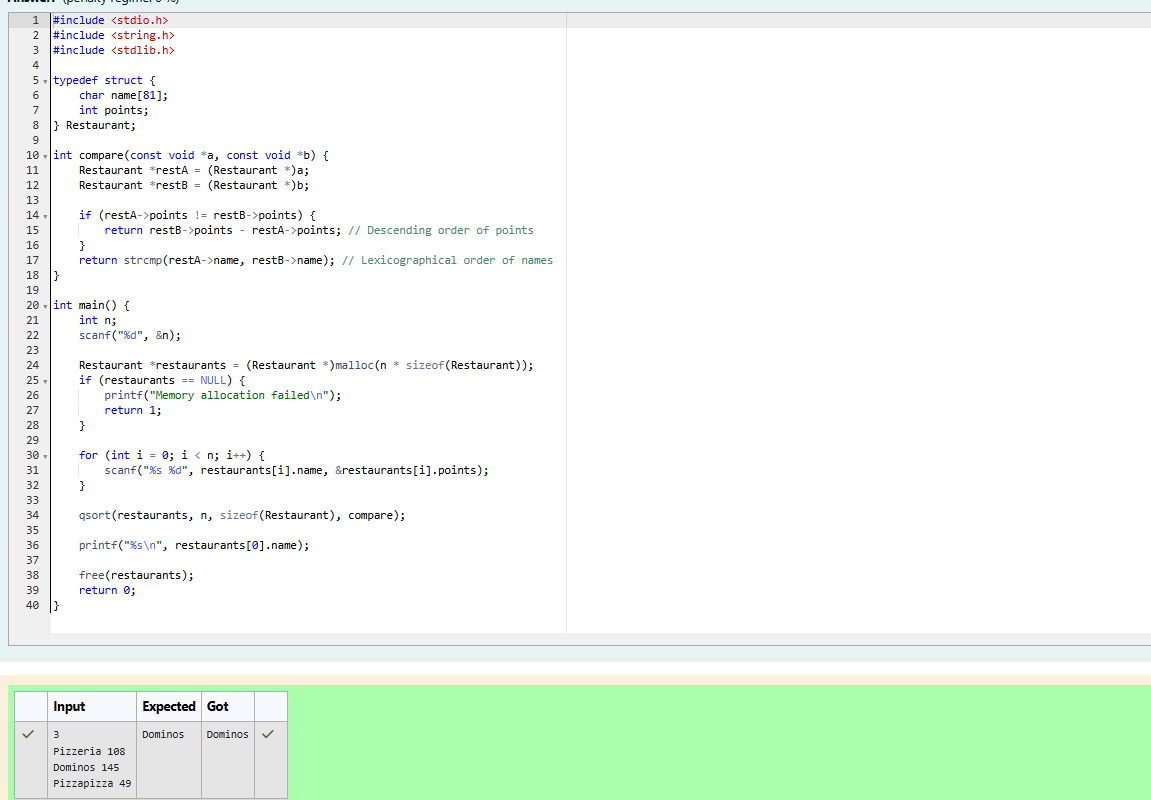 Answer: (penalty regime: 0 %)
1 #include <stdio.h>
2 #include <string.h>
3 #include <stdlib.h>
4
5 typedef struct {
6     char name[81];
7     int points;
8 } Restaurant;
9
10 int compare(const void *a, const void *b) {
11     Restaurant *restA = (Restaurant *)a;
12     Restaurant *restB = (Restaurant *)b;
13
14     if (restA->points != restB->points) {
15         return restB->points - restA->points; // Descending order of points
16     }
17     return strcmp(restA->name, restB->name); // Lexicographical order of names
18 }
19
20 int main() {
21     int n;
22     scanf("%d", &n);
23
24     Restaurant *restaurants = (Restaurant *)malloc(n * sizeof(Restaurant));
25     if (restaurants == NULL) {
26         printf("Memory allocation failed\n");
27         return 1;
28     }
29
30     for (int i = 0; i < n; i++) {
31         scanf("%s %d", restaurants[i].name, &restaurants[i].points);
32     }
33
34     qsort(restaurants, n, sizeof(Restaurant), compare);
35
36     printf("%s\n", restaurants[0].name);
37
38     free(restaurants);
39     return 0;
40 }
Input Expected Got
3 Dominos Dominos
Pizzeria 108
Dominos 145
Pizzapizza 49